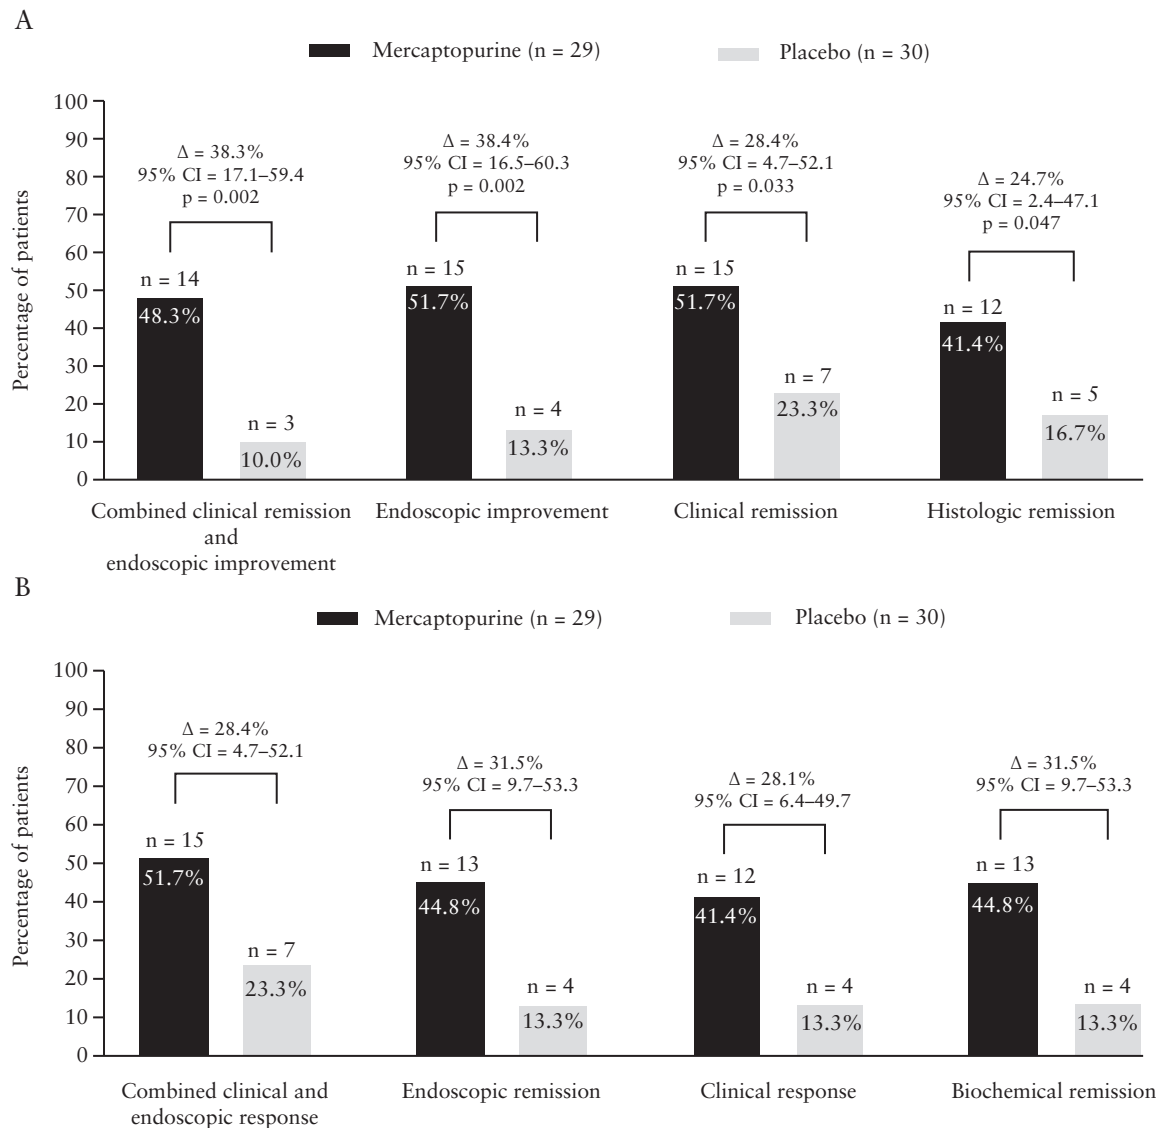 A
Mercaptopurine (n = 29)
Placebo (n = 30)
Percentage of patients
100
90
80
70
60
50
40
30
20
10
0
Δ = 38.3%
95% CI = 17.1–59.4
p = 0.002
n = 14
48.3%
n = 3
10.0%
Δ = 38.4%
95% CI = 16.5–60.3
p = 0.002
n = 15
51.7%
n = 4
13.3%
Δ = 28.4%
95% CI = 4.7–52.1
p = 0.033
n = 15
51.7%
n = 7
23.3%
Δ = 24.7%
95% CI = 2.4–47.1
p = 0.047
n = 12
41.4%
n = 5
16.7%
Combined clinical remission
and
endoscopic improvement
Endoscopic improvement
Clinical remission
Histologic remission
B
Mercaptopurine (n = 29)
Placebo (n = 30)
Percentage of patients
100
90
80
70
60
50
40
30
20
10
0
Δ = 28.4%
95% CI = 4.7–52.1
n = 15
51.7%
n = 7
23.3%
Δ = 31.5%
95% CI = 9.7–53.3
n = 13
44.8%
n = 4
13.3%
Δ = 28.1%
95% CI = 6.4–49.7
n = 12
41.4%
n = 4
13.3%
Δ = 31.5%
95% CI = 9.7–53.3
n = 13
44.8%
n = 4
13.3%
Combined clinical and
endoscopic response
Endoscopic remission
Clinical response
Biochemical remission